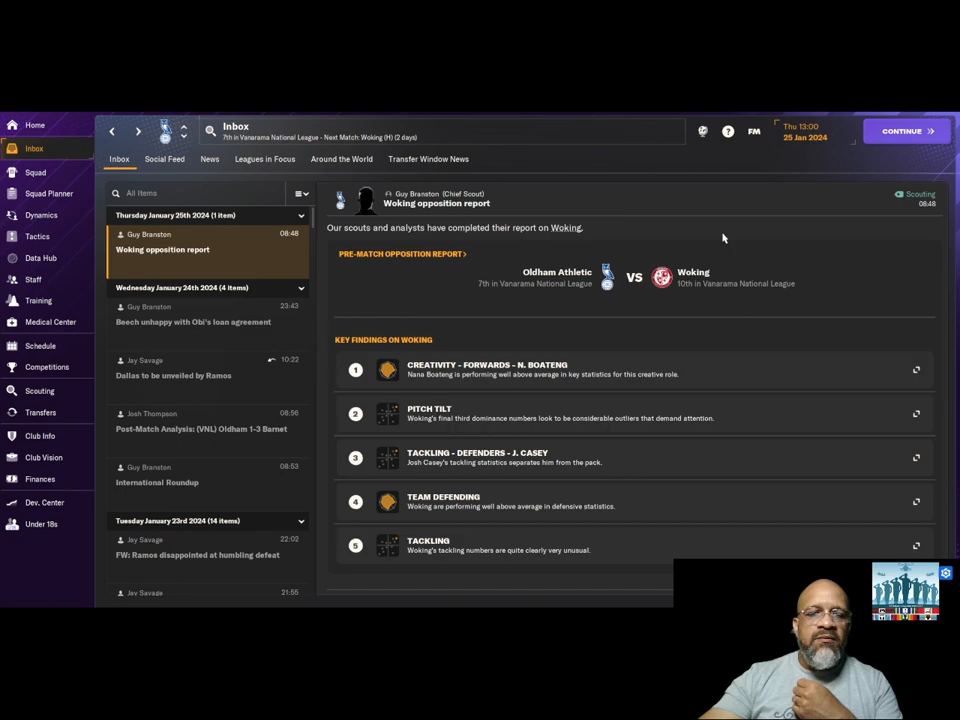 Home
Inbox
Squad
Squad Planner
Dynamics
Tactics
Data Hub
Staff
Training
Medical Center
Schedule
Competitions
Scouting
Transfers
Club Info
Club Vision
Finances
Dev. Center
Under 18s
Inbox
7th in Vanarama National League - Next Match: Woking (H) (2 days)
?
FM
Thu 13:00
25 Jan 2024
CONTINUE
Inbox Social Feed News Leagues in Focus Around the World Transfer Window News
All Items
Thursday January 25th 2024 (1 item)
Guy Branston 08:48
Woking opposition report
Wednesday January 24th 2024 (4 items)
Guy Branston 23:43
Beech unhappy with Obi's loan agreement
Jay Savage 10:22
Dallas to be unveiled by Ramos
Josh Thompson 08:56
Post-Match Analysis: (VNL) Oldham 1-3 Barnet
Guy Branston 08:53
International Roundup
Tuesday January 23rd 2024 (14 items)
Jay Savage 22:02
FW: Ramos disappointed at humbling defeat
Jay Savage 21:55
Guy Branston (Chief Scout)
Woking opposition report
Scouting
08:48
Our scouts and analysts have completed their report on Woking.
PRE-MATCH OPPOSITION REPORT>
Oldham Athletic
7th in Vanarama National League
VS
Woking
10th in Vanarama National League
KEY FINDINGS ON WOKING
1
CREATIVITY - FORWARDS - N. BOATENG
Nana Boateng is performing well above average in key statistics for this creative role.
2
PITCH TILT
Woking's final third dominance numbers look to be considerable outliers that demand attention.
3
TACKLING - DEFENDERS - J. CASEY
Josh Casey's tackling statistics separates him from the pack.
4
TEAM DEFENDING
Woking are performing well above average in defensive statistics.
5
TACKLING
Woking's tackling numbers are quite clearly very unusual.